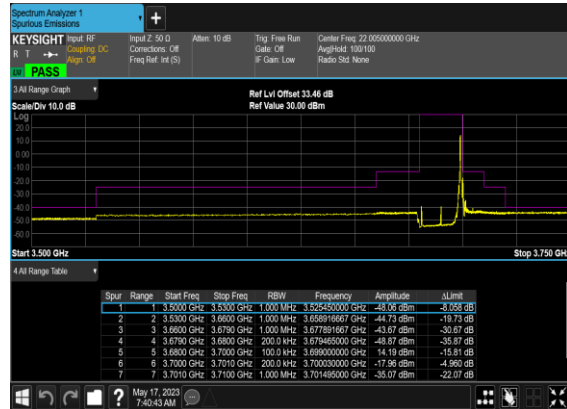 Spectrum Analyzer 1
Spurious Emissions
KEYSIGHT Input: RF Input Z: 50 Ω Atten: 10 dB Trig: Free Run Center Freq: 22.005000000 GHz
R T Coupling: DC Corrections: Off Gate: Off Avg|Hold: 100/100
Align: Off Freq Ref: Int (S) IF Gain: Low Radio Std: None
PASS
3 All Range Graph
Ref Lvl Offset 33.46 dB
Scale/Div 10.0 dB Ref Value 30.00 dBm
Log
20.0
10.0
0.00
-10.0
-20.0
-30.0
-40.0
-50.0
-60.0
Start 3.500 GHz Stop 3.750 GHz
4 All Range Table
Spur Range Start Freq Stop Freq RBW Frequency Amplitude ΔLimit
1 1 3.5000 GHz 3.5300 GHz 1.000 MHz 3.525450000 GHz -48.06 dBm -8.058 dB
2 2 3.5300 GHz 3.6600 GHz 1.000 MHz 3.658916667 GHz -44.73 dBm -19.73 dB
3 3 3.6600 GHz 3.6790 GHz 1.000 MHz 3.677891667 GHz -43.67 dBm -30.67 dB
4 4 3.6790 GHz 3.6800 GHz 200.0 kHz 3.679465000 GHz -48.87 dBm -35.87 dB
5 5 3.6800 GHz 3.7000 GHz 100.0 kHz 3.699000000 GHz 14.19 dBm -15.81 dB
6 6 3.7000 GHz 3.7010 GHz 200.0 kHz 3.700030000 GHz -17.96 dBm -4.960 dB
7 7 3.7010 GHz 3.7100 GHz 1.000 MHz 3.701495000 GHz -35.07 dBm -22.07 dB
? May 17, 2023
7:40:43 AM